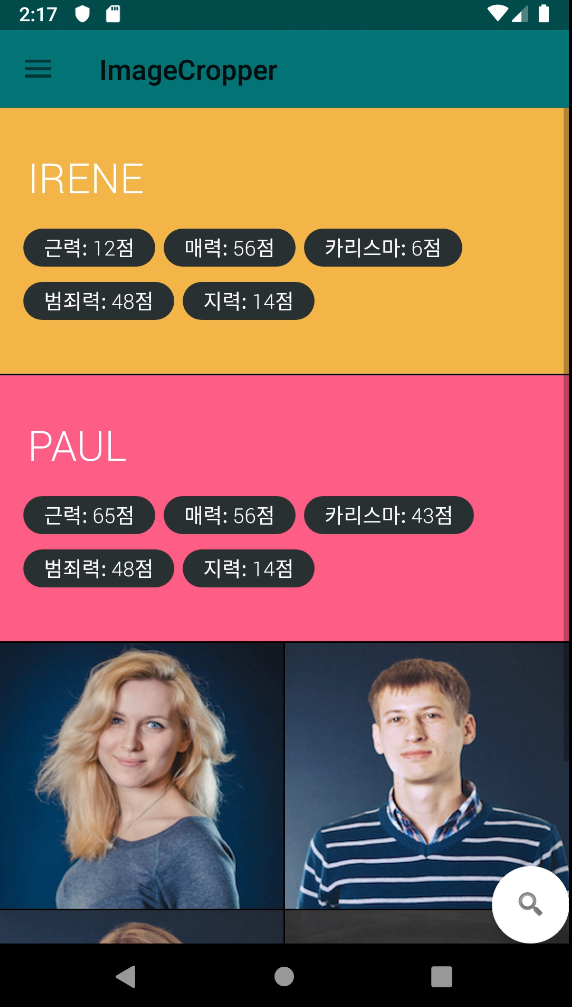 2:17
ImageCropper
IRENE
근력: 12점 매력: 56점 카리스마: 6점
범죄력: 48점 지력: 14점
PAUL
근력: 65점 매력: 56점 카리스마: 43점
범죄력: 48점 지력: 14점